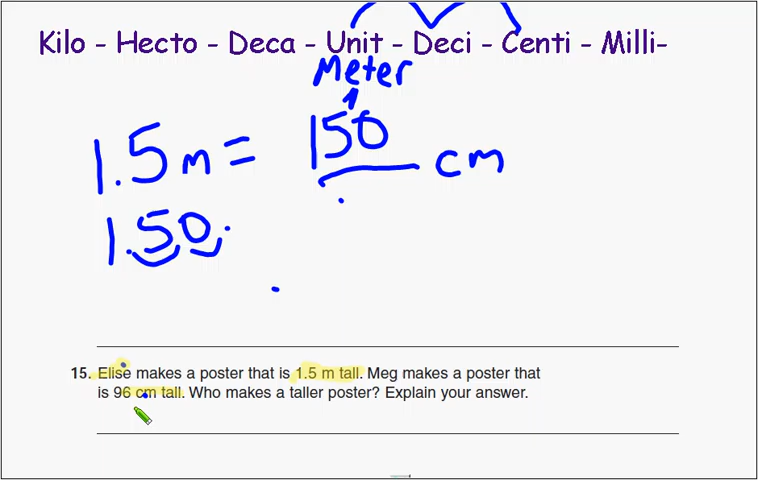 Kilo - Hecto - Deca - Unit - Deci - Centi - Milli-
Meter
1.5 m = 150 cm
1.50.
15. Elise makes a poster that is 1.5 m tall. Meg makes a poster that
is 96 cm tall. Who makes a taller poster? Explain your answer.